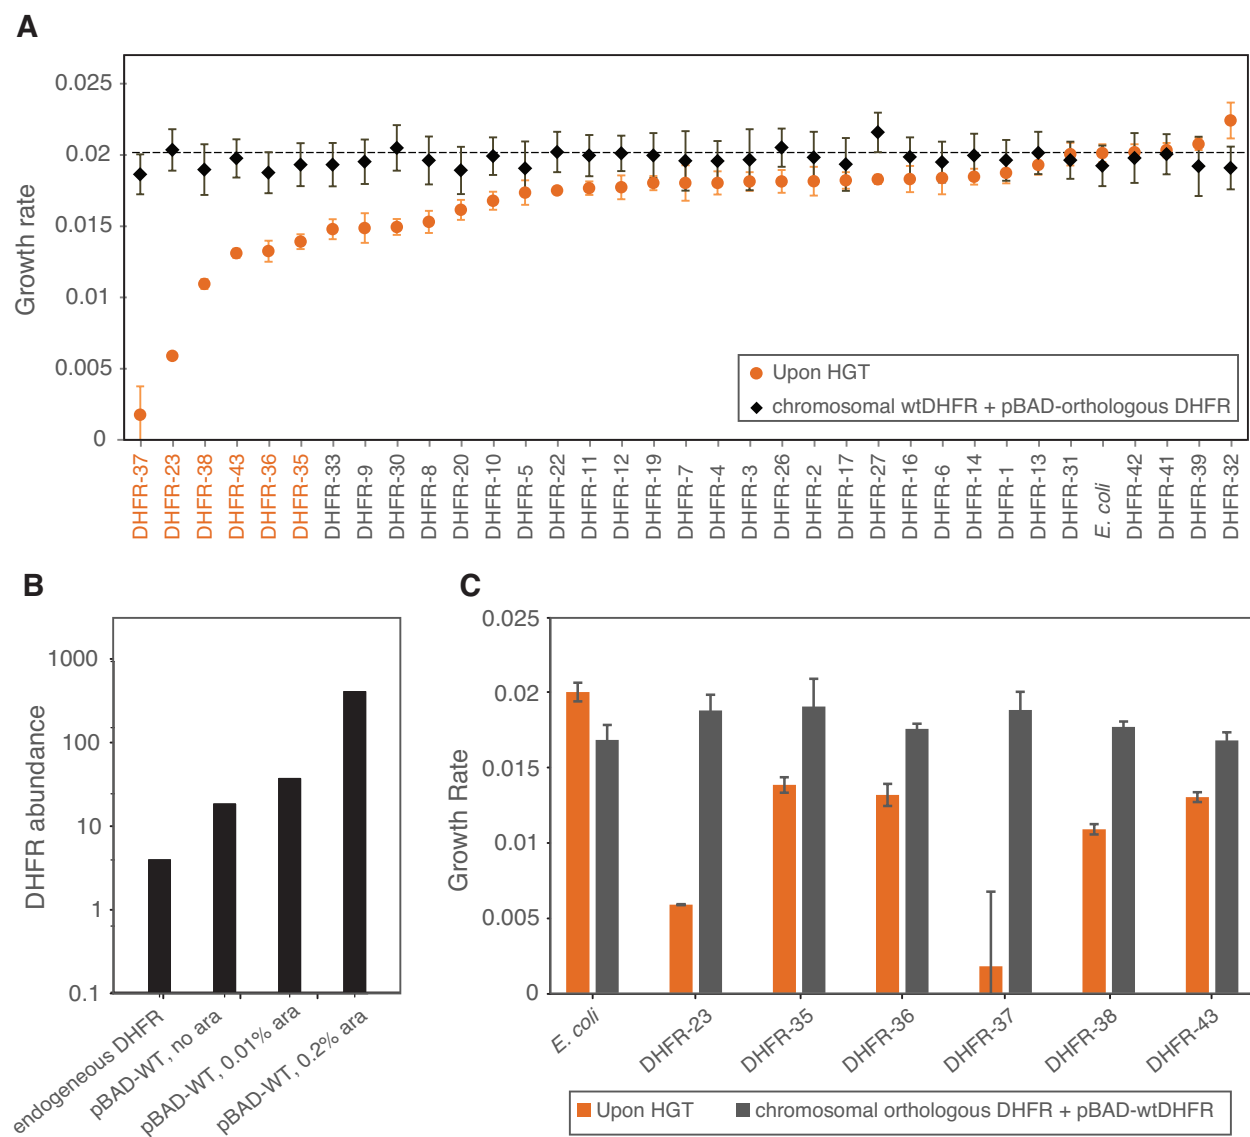 A
Growth rate
0.025
0.02
0.015
0.01
0.005
0
Upon HGT
chromosomal wtDHFR + pBAD-orthologous DHFR
DHFR-37
DHFR-23
DHFR-38
DHFR-43
DHFR-36
DHFR-35
DHFR-33
DHFR-9
DHFR-30
DHFR-8
DHFR-20
DHFR-10
DHFR-5
DHFR-22
DHFR-11
DHFR-12
DHFR-19
DHFR-7
DHFR-4
DHFR-3
DHFR-26
DHFR-2
DHFR-17
DHFR-27
DHFR-16
DHFR-6
DHFR-14
DHFR-1
DHFR-13
DHFR-31
E. coli
DHFR-42
DHFR-41
DHFR-39
DHFR-32
B
DHFR abundance
1000
100
10
1
0.1
endogeneous DHFR
pBAD-WT, no ara
pBAD-WT, 0.01% ara
pBAD-WT, 0.2% ara
C
Growth Rate
0.025
0.02
0.015
0.01
0.005
0
E. coli
DHFR-23
DHFR-35
DHFR-36
DHFR-37
DHFR-38
DHFR-43
Upon HGT
chromosomal orthologous DHFR + pBAD-wtDHFR